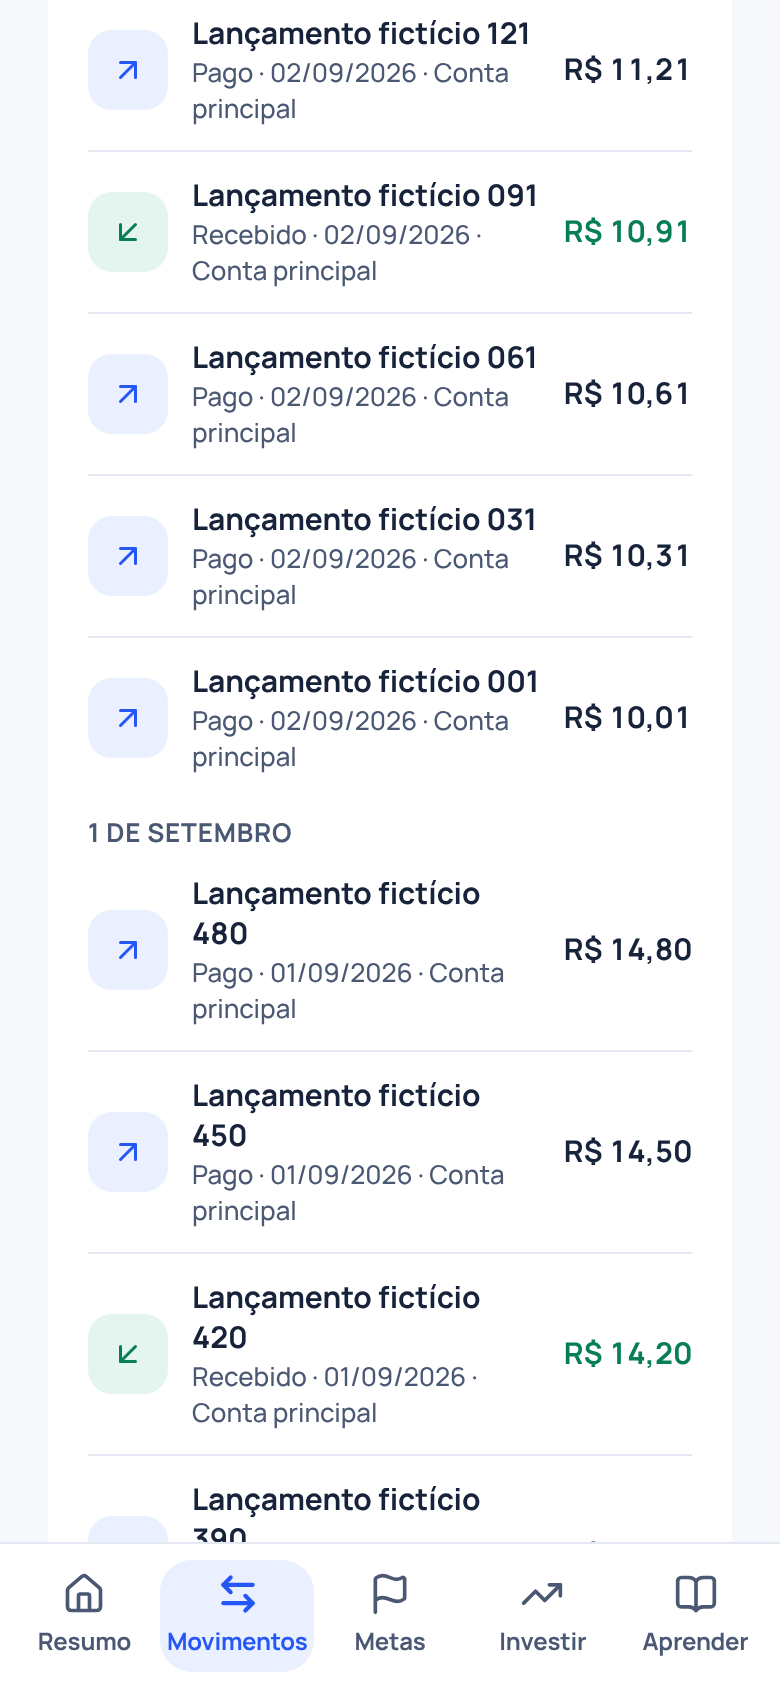 Lançamento fictício 121
Pago · 02/09/2026 · Conta
principal
R$ 11,21
Lançamento fictício 091
Recebido · 02/09/2026 ·
Conta principal
R$ 10,91
Lançamento fictício 061
Pago · 02/09/2026 · Conta
principal
R$ 10,61
Lançamento fictício 031
Pago · 02/09/2026 · Conta
principal
R$ 10,31
Lançamento fictício 001
Pago · 02/09/2026 · Conta
principal
R$ 10,01
1 DE SETEMBRO
Lançamento fictício
480
Pago · 01/09/2026 · Conta
principal
R$ 14,80
Lançamento fictício
450
Pago · 01/09/2026 · Conta
principal
R$ 14,50
Lançamento fictício
420
Recebido · 01/09/2026 ·
Conta principal
R$ 14,20
Lançamento fictício
390
Resumo
Movimentos
Metas
Investir
Aprender